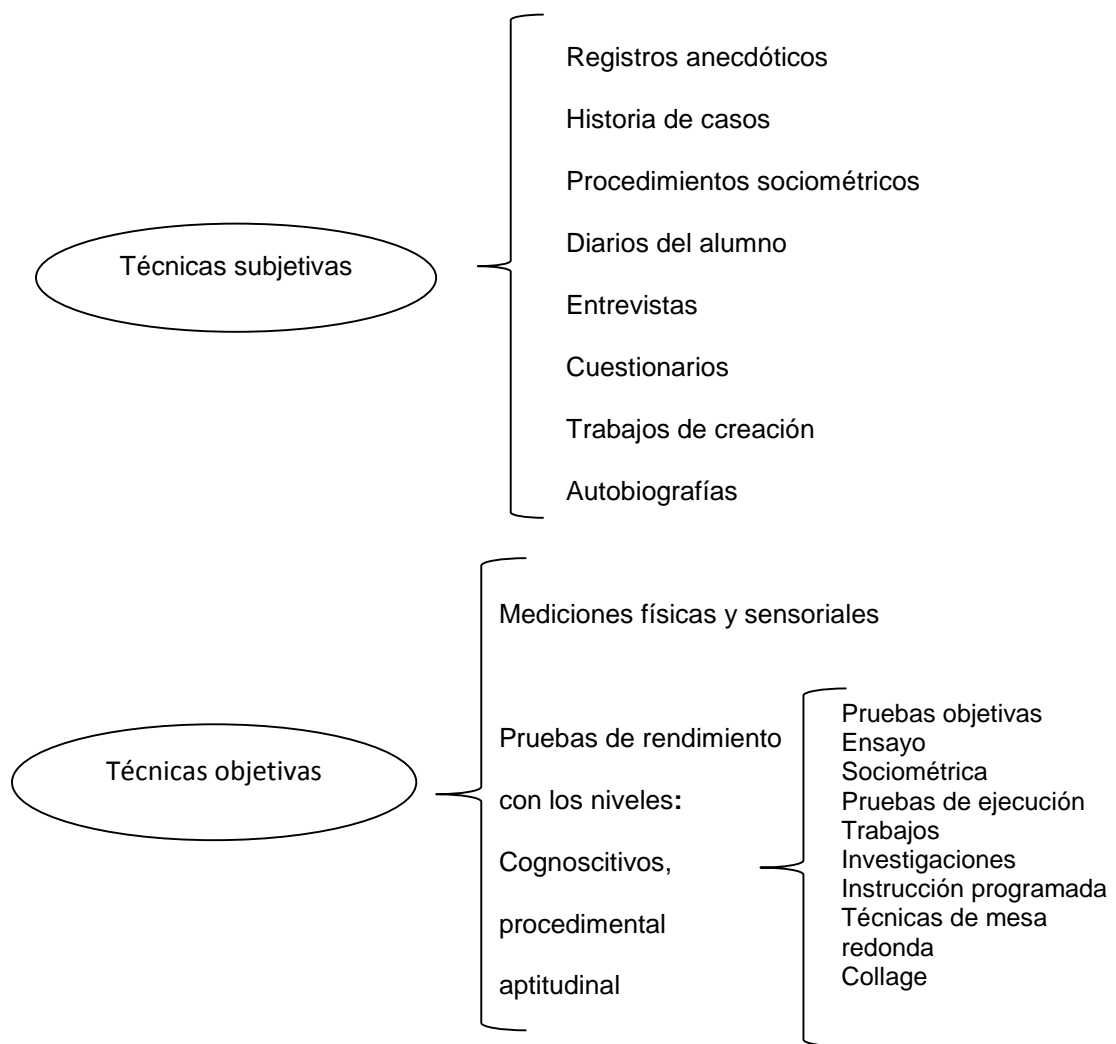 Técnicas subjetivas
Registros anecdóticos
Historia de casos
Procedimientos sociométricos
Diarios del alumno
Entrevistas
Cuestionarios
Trabajos de creación
Autobiografías
Técnicas objetivas
Mediciones físicas y sensoriales
Pruebas de rendimiento
con los niveles:
Cognoscitivos,
procedimental
aptitudinal
Pruebas objetivas
Ensayo
Sociométrica
Pruebas de ejecución
Trabajos
Investigaciones
Instrucción programada
Técnicas de mesa
redonda
Collage